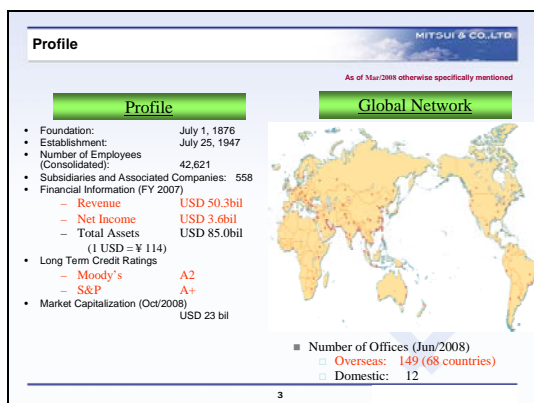 Profile
MITSUI & CO.,LTD
As of Mar/2008 otherwise specifically mentioned
Profile
• Foundation: July 1, 1876
• Establishment: July 25, 1947
• Number of Employees
(Consolidated): 42,621
• Subsidiaries and Associated Companies: 558
• Financial Information (FY 2007)
– Revenue USD 50.3bil
– Net Income USD 3.6bil
– Total Assets USD 85.0bil
(1 USD = ¥ 114)
• Long Term Credit Ratings
– Moody's A2
– S&P A+
• Market Capitalization (Oct/2008)
USD 23 bil
Global Network
Number of Offices (Jun/2008)
Overseas: 149 (68 countries)
Domestic: 12
3